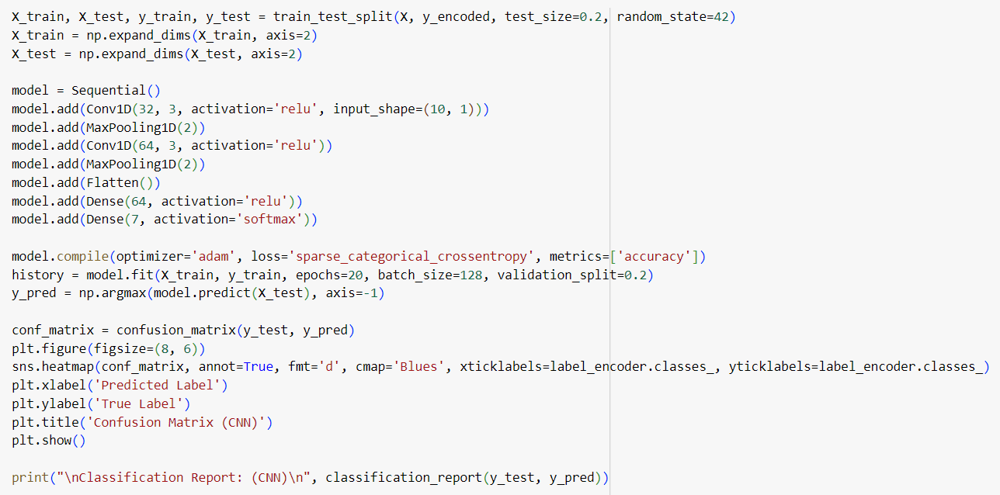 X_train, X_test, y_train, y_test = train_test_split(X, y_encoded, test_size=0.2, random_state=42)
X_train = np.expand_dims(X_train, axis=2)
X_test = np.expand_dims(X_test, axis=2)

model = Sequential()
model.add(Conv1D(32, 3, activation='relu', input_shape=(10, 1)))
model.add(MaxPooling1D(2))
model.add(Conv1D(64, 3, activation='relu'))
model.add(MaxPooling1D(2))
model.add(Flatten())
model.add(Dense(64, activation='relu'))
model.add(Dense(7, activation='softmax'))

model.compile(optimizer='adam', loss='sparse_categorical_crossentropy', metrics=['accuracy'])
history = model.fit(X_train, y_train, epochs=20, batch_size=128, validation_split=0.2)
y_pred = np.argmax(model.predict(X_test), axis=-1)

conf_matrix = confusion_matrix(y_test, y_pred)
plt.figure(figsize=(8, 6))
sns.heatmap(conf_matrix, annot=True, fmt='d', cmap='Blues', xticklabels=label_encoder.classes_, yticklabels=label_encoder.classes_)
plt.xlabel('Predicted Label')
plt.ylabel('True Label')
plt.title('Confusion Matrix (CNN)')
plt.show()

print("\nClassification Report: (CNN)\n", classification_report(y_test, y_pred))